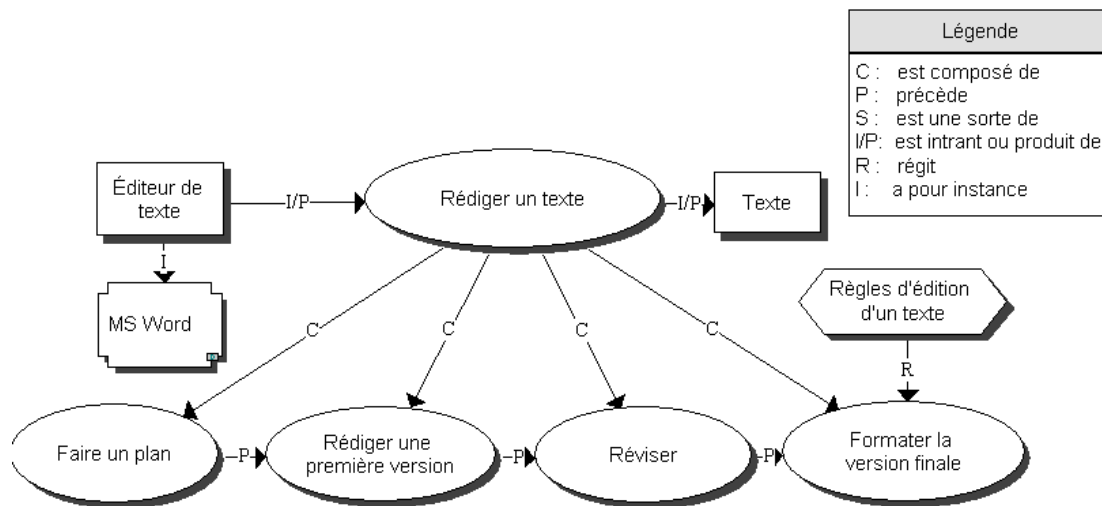 Légende
C : est composé de
P : précède
S : est une sorte de
I/P: est intrant ou produit de
R : régit
I : a pour instance
Éditeur de
texte
I/P
Rédiger un texte
I/P
Texte
I
MS Word
Règles d'édition
d'un texte
C
C
C
C
R
Faire un plan
P
Rédiger une
première version
P
Réviser
P
Formater la
version finale